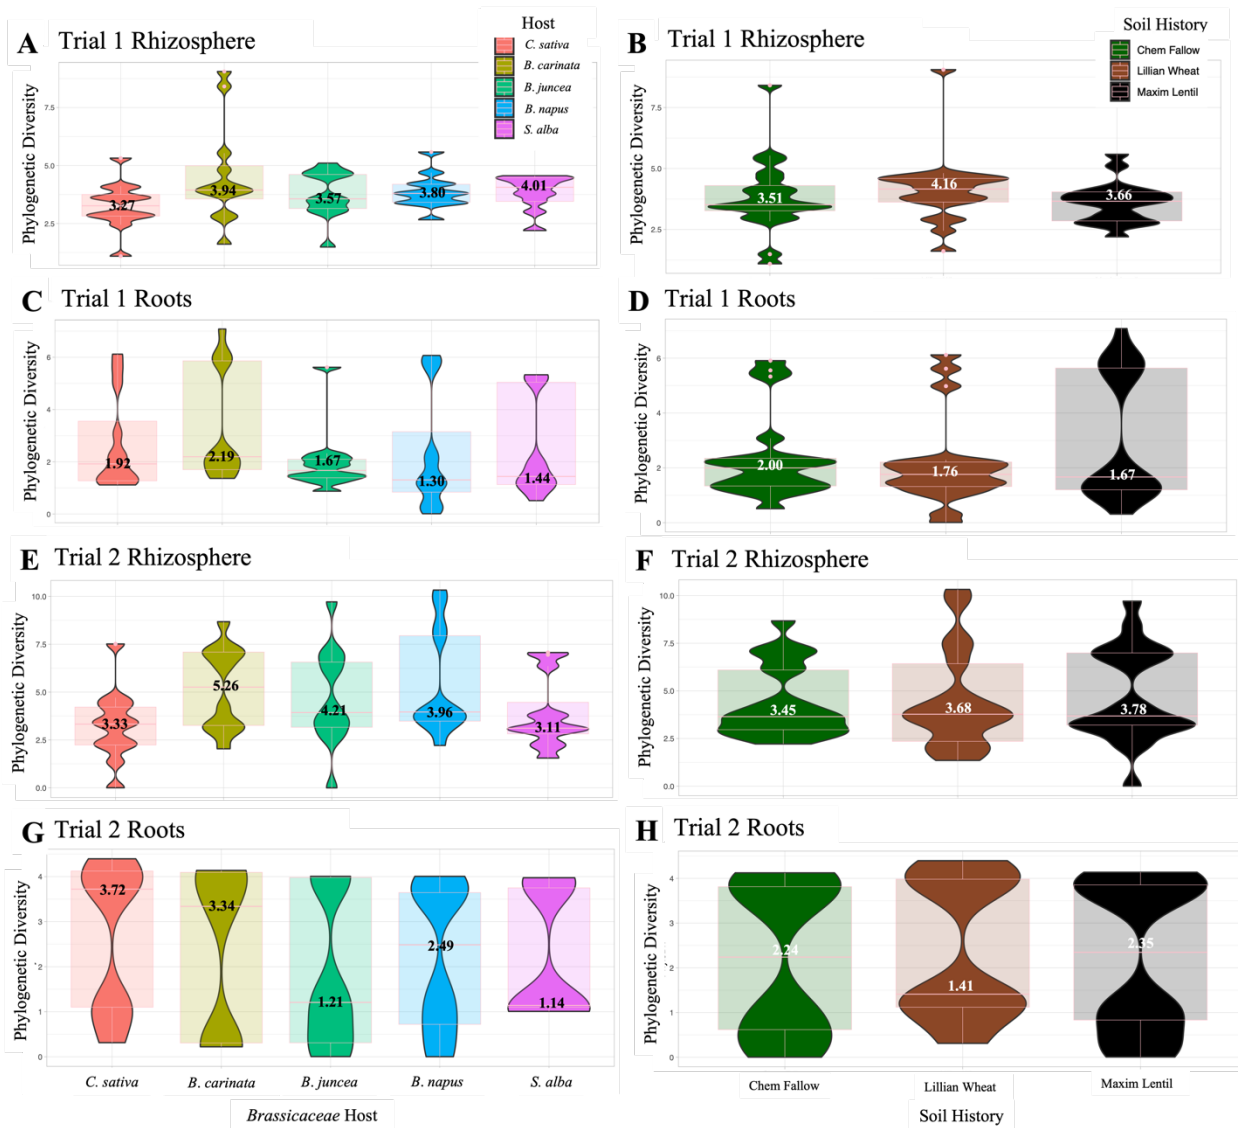 A Trial 1 Rhizosphere
Host
C. sativa
B. carinata
B. juncea
B. napus
S. alba
Phylogenetic Diversity
7.5
5.0
2.5
3.27
3.94
3.57
3.80
4.01
B Trial 1 Rhizosphere
Soil History
Chem Fallow
Lillian Wheat
Maxim Lentil
Phylogenetic Diversity
7.5
5.0
2.5
3.51
4.16
3.66
C Trial 1 Roots
Phylogenetic Diversity
6
4
2
0
1.92
2.19
1.67
1.30
1.44
D Trial 1 Roots
Phylogenetic Diversity
6
4
2
0
2.00
1.76
1.67
E Trial 2 Rhizosphere
Phylogenetic Diversity
10.0
7.5
5.0
2.5
0.0
3.33
5.26
4.21
3.96
3.11
F Trial 2 Rhizosphere
Phylogenetic Diversity
10.0
7.5
5.0
2.5
0.0
3.45
3.68
3.78
G Trial 2 Roots
Phylogenetic Diversity
4
3
2
1
0
3.72
3.34
1.21
2.49
1.14
C. sativa
B. carinata
B. juncea
B. napus
S. alba
Brassicaceae Host
H Trial 2 Roots
Phylogenetic Diversity
4
3
2
1
0
2.24
1.41
2.35
Chem Fallow
Lillian Wheat
Maxim Lentil
Soil History